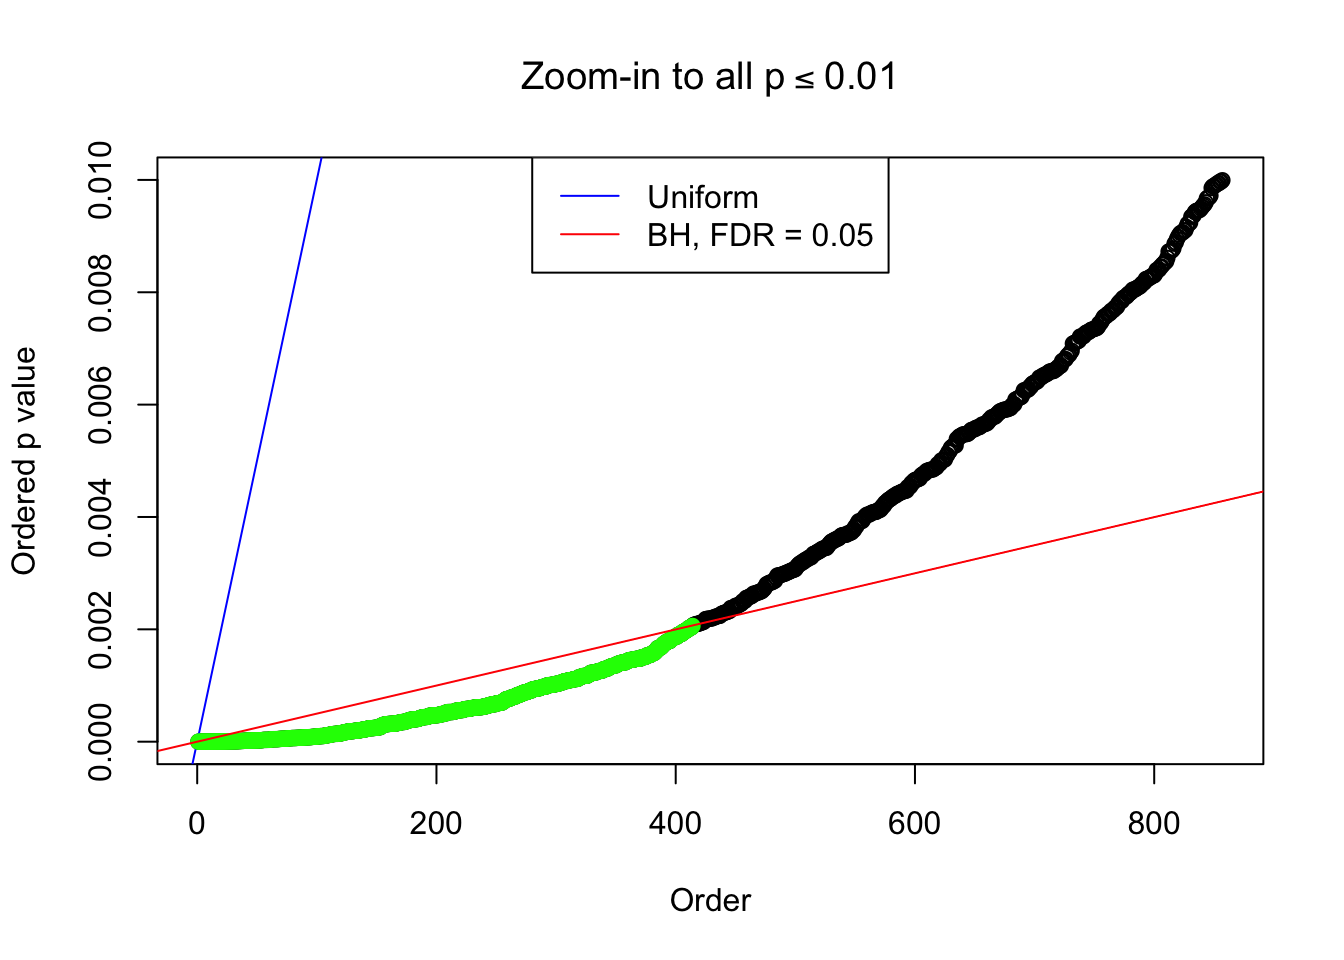 Zoom-in to all p ≤ 0.01
Uniform
BH, FDR = 0.05
Ordered p value
0.010
0.008
0.006
0.004
0.002
0.000
0 200 400 600 800
Order